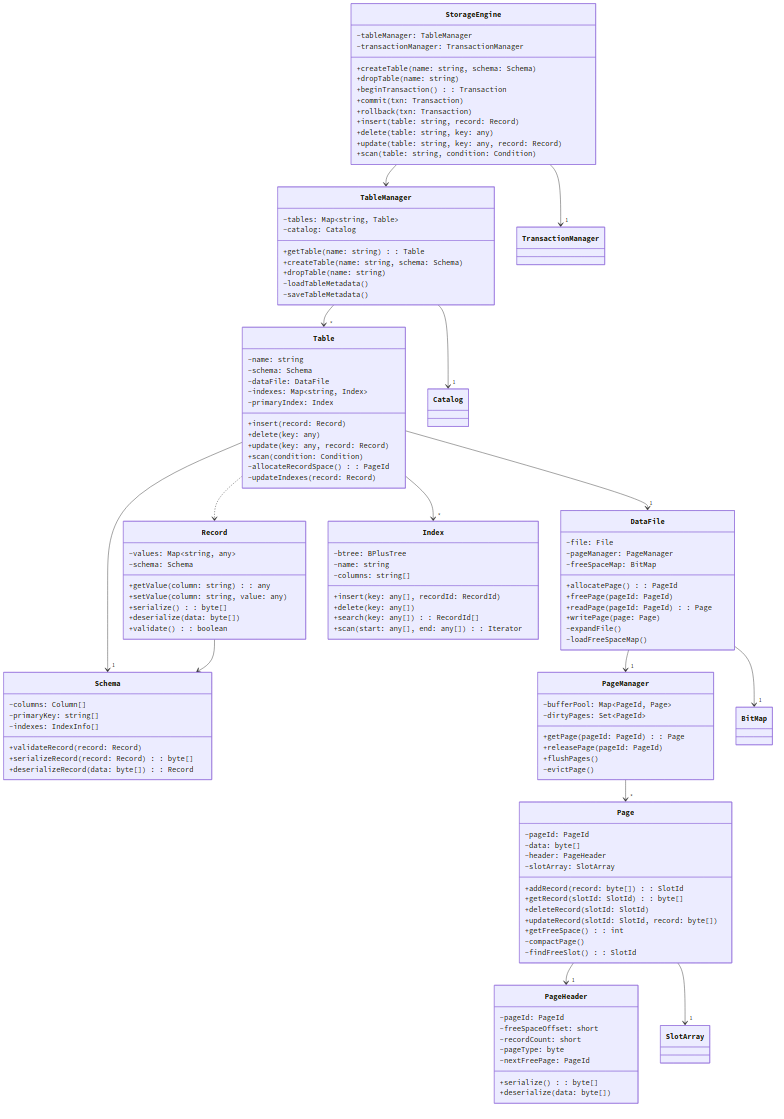 StorageEngine
-tableManager: TableManager
-transactionManager: TransactionManager
+createTable(name: string, schema: Schema)
+dropTable(name: string)
+beginTransaction() : : Transaction
+commit(txn: Transaction)
+rollback(txn: Transaction)
+insert(table: string, record: Record)
+delete(table: string, key: any)
+update(table: string, key: any, record: Record)
+scan(table: string, condition: Condition)
1
TableManager
-tables: Map<string, Table>
-catalog: Catalog
+getTable(name: string) : : Table
+createTable(name: string, schema: Schema)
+dropTable(name: string)
-loadTableMetadata()
-saveTableMetadata()
TransactionManager
*
1
Table
-name: string
-schema: Schema
-dataFile: DataFile
-indexes: Map<string, Index>
-primaryIndex: Index
+insert(record: Record)
+delete(key: any)
+update(key: any, record: Record)
+scan(condition: Condition)
-allocateRecordSpace() : : PageId
-updateIndexes(record: Record)
Catalog
*
1
Record
-values: Map<string, any>
-schema: Schema
+getValue(column: string) : : any
+setValue(column: string, value: any)
+serialize() : : byte[]
+deserialize(data: byte[])
+validate() : : boolean
Index
-btree: BPlusTree
-name: string
-columns: string[]
+insert(key: any[], recordId: RecordId)
+delete(key: any[])
+search(key: any[]) : : RecordId[]
+scan(start: any[], end: any[]) : : Iterator
DataFile
-file: File
-pageManager: PageManager
-freeSpaceMap: BitMap
+allocatePage() : : PageId
+freePage(pageId: PageId)
+readPage(pageId: PageId) : : Page
+writePage(page: Page)
-expandFile()
-loadFreeSpaceMap()
1
1
1
Schema
-columns: Column[]
-primaryKey: string[]
-indexes: IndexInfo[]
+validateRecord(record: Record)
+serializeRecord(record: Record) : : byte[]
+deserializeRecord(data: byte[]) : : Record
PageManager
-bufferPool: Map<PageId, Page>
-dirtyPages: Set<PageId>
+getPage(pageId: PageId) : : Page
+releasePage(pageId: PageId)
+flushPages()
-evictPage()
BitMap
*
Page
-pageId: PageId
-data: byte[]
-header: PageHeader
-slotArray: SlotArray
+addRecord(record: byte[]) : : SlotId
+getRecord(slotId: SlotId) : : byte[]
+deleteRecord(slotId: SlotId)
+updateRecord(slotId: SlotId, record: byte[])
+getFreeSpace() : : int
-compactPage()
-findFreeSlot() : : SlotId
1
1
PageHeader
-pageId: PageId
-freeSpaceOffset: short
-recordCount: short
-pageType: byte
-nextFreePage: PageId
+serialize() : : byte[]
+deserialize(data: byte[])
SlotArray